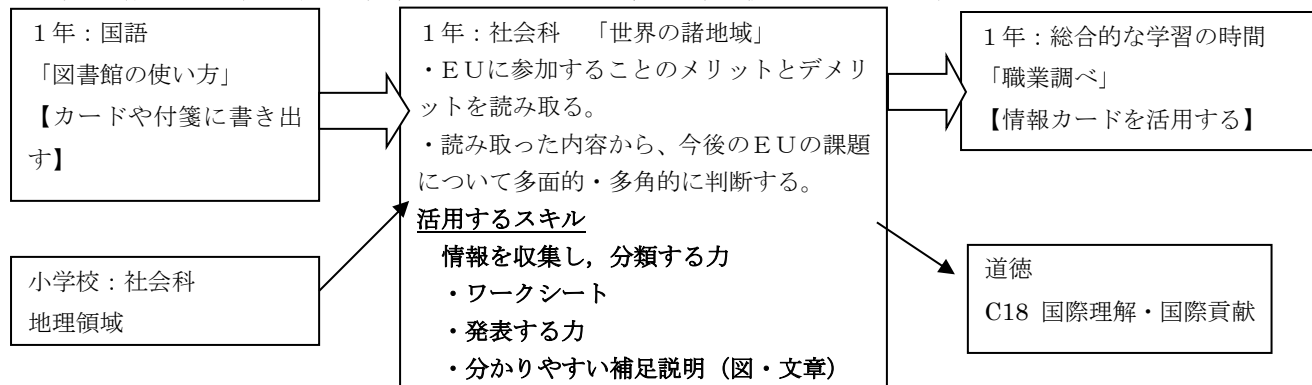 １年：国語
「図書館の使い方」
【カードや付箋に書き出
す】
小学校：社会科
地理領域
１年：社会科　「世界の諸地域」
・ＥＵに参加することのメリットとデメリ
ットを読み取る。
・読み取った内容から、今後のＥＵの課題
について多面的・多角的に判断する。
活用するスキル
情報を収集し，分類する力
・ワークシート
・発表する力
・分かりやすい補足説明（図・文章）
１年：総合的な学習の時間
「職業調べ」
【情報カードを活用する】
道徳
C18 国際理解・国際貢献